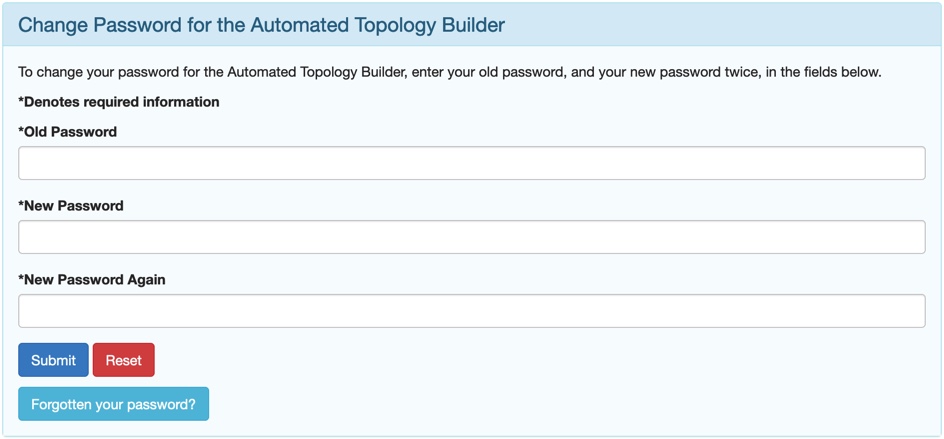 Change Password for the Automated Topology Builder
To change your password for the Automated Topology Builder, enter your old password, and your new password twice, in the fields below.
*Denotes required information
*Old Password
*New Password
*New Password Again
Submit Reset
Forgotten your password?